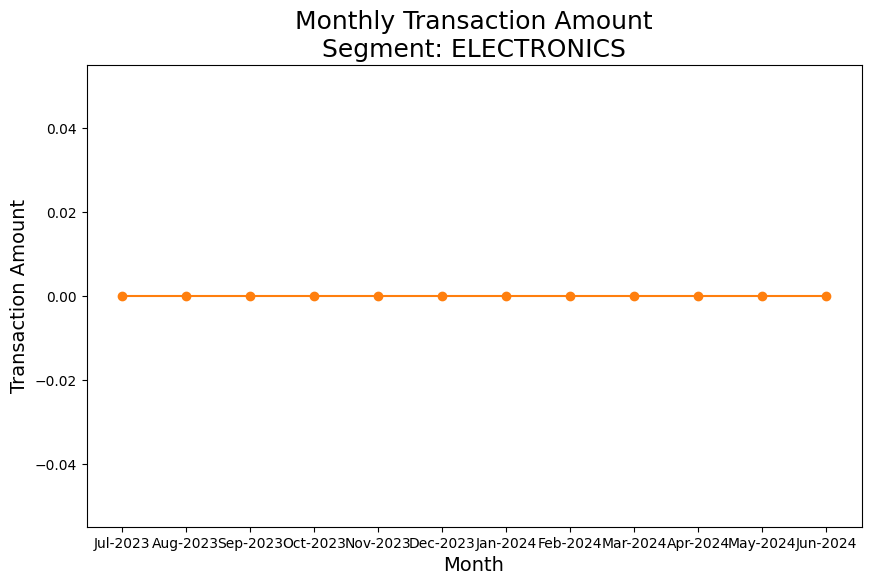 Monthly Transaction Amount
Segment: ELECTRONICS
Transaction Amount
0.04
0.02
0.00
−0.02
−0.04
Jul-2023 Aug-2023 Sep-2023 Oct-2023 Nov-2023 Dec-2023 Jan-2024 Feb-2024 Mar-2024 Apr-2024 May-2024 Jun-2024
Month